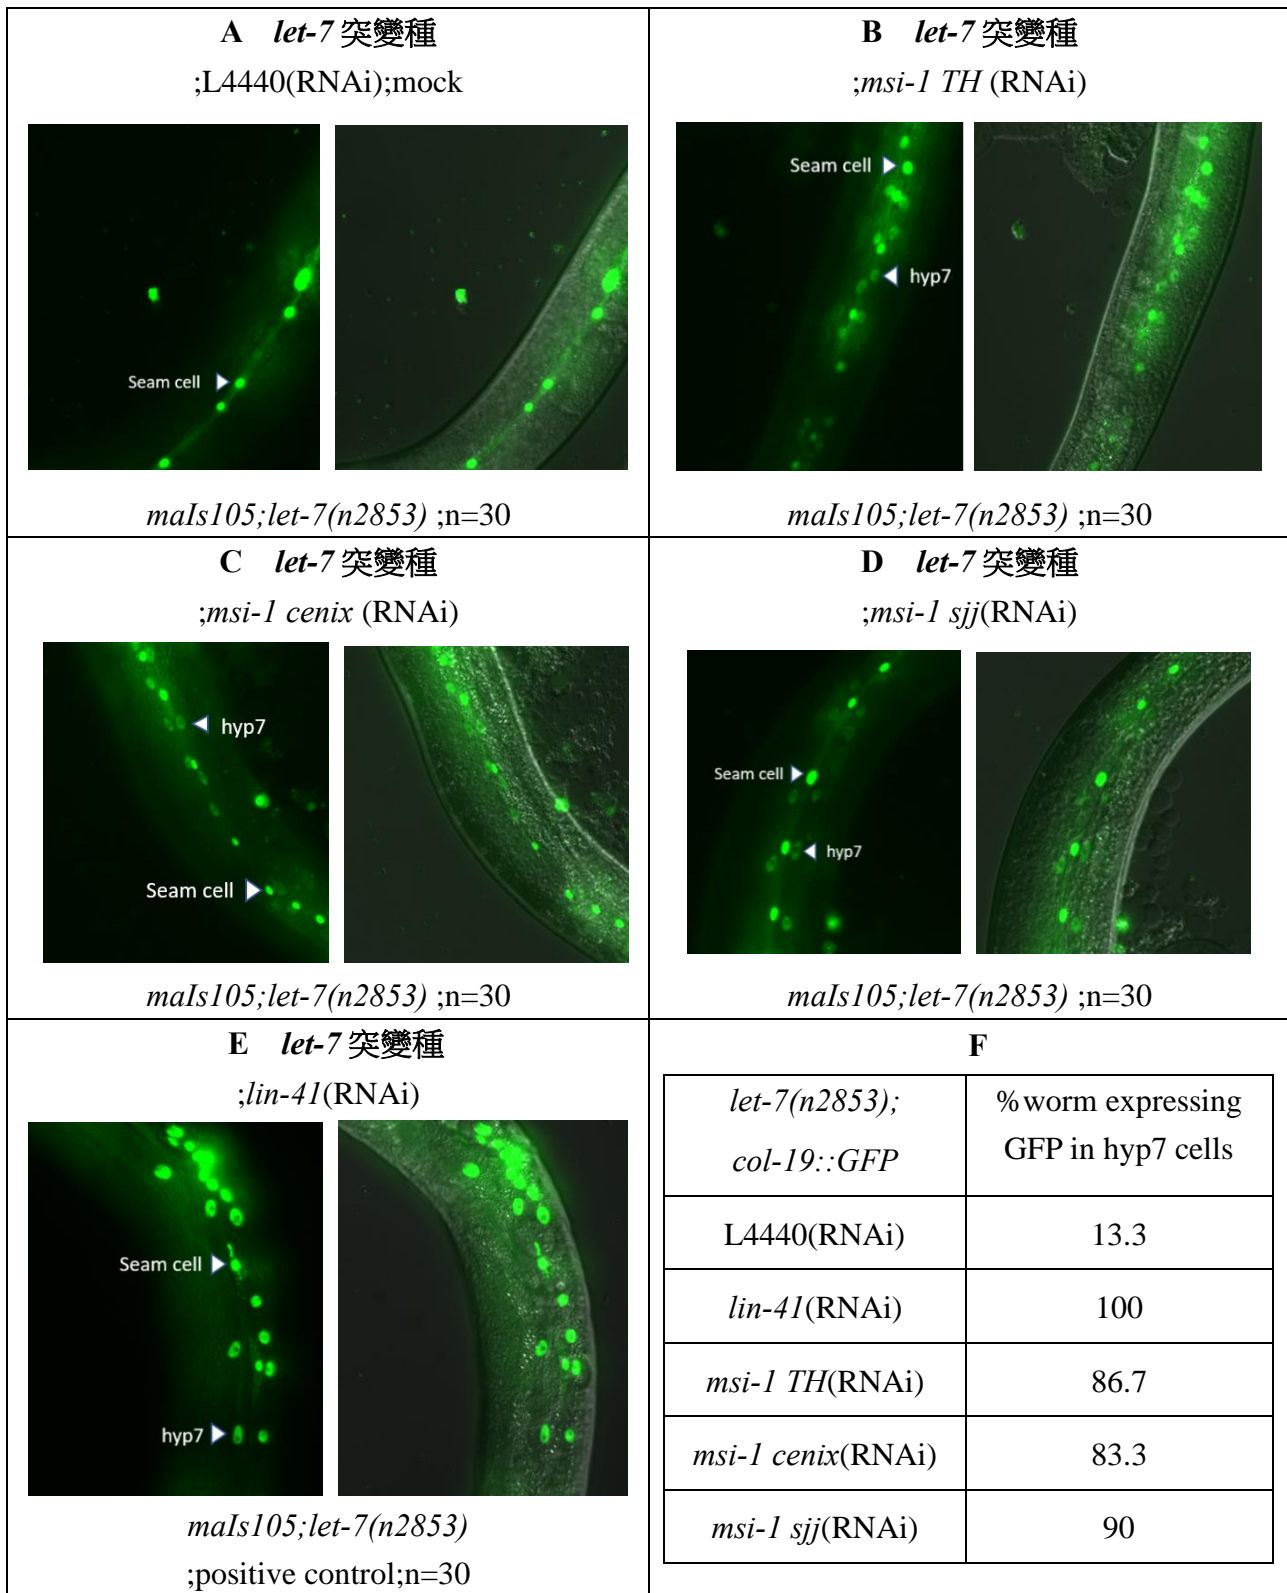 A let-7 突變種
;L4440(RNAi);mock
Seam cell
maIs105;let-7(n2853) ;n=30
B let-7 突變種
;msi-1 TH (RNAi)
Seam cell
hyp7
maIs105;let-7(n2853) ;n=30
C let-7 突變種
;msi-1 cenix (RNAi)
hyp7
Seam cell
maIs105;let-7(n2853) ;n=30
D let-7 突變種
;msi-1 sjj(RNAi)
Seam cell
hyp7
maIs105;let-7(n2853) ;n=30
E let-7 突變種
;lin-41(RNAi)
Seam cell
hyp7
maIs105;let-7(n2853)
;positive control;n=30
F
let-7(n2853);
col-19::GFP
%worm expressing
GFP in hyp7 cells
L4440(RNAi) 13.3
lin-41(RNAi) 100
msi-1 TH(RNAi) 86.7
msi-1 cenix(RNAi) 83.3
msi-1 sjj(RNAi) 90